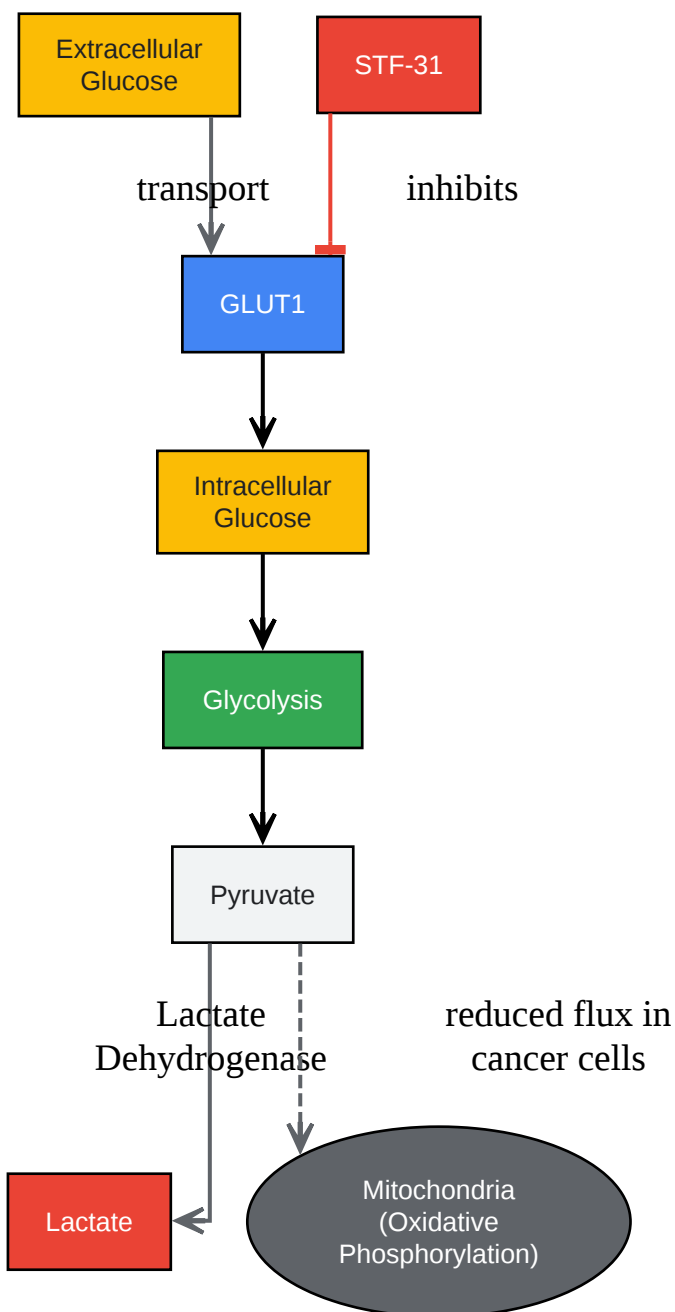 Extracellular
Glucose
STF-31
transport
inhibits
GLUT1
Intracellular
Glucose
Glycolysis
Pyruvate
Lactate
Dehydrogenase
reduced flux in
cancer cells
Lactate
Mitochondria
(Oxidative
Phosphorylation)